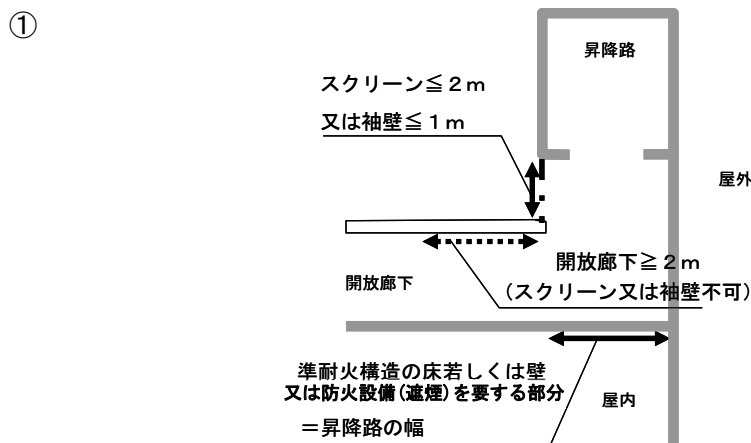 ①
昇降路
スクリーン≦２ｍ
又は袖壁≦１ｍ
屋外
開放廊下≧２ｍ
開放廊下
（スクリーン又は袖壁不可）
準耐火構造の床若しくは壁
又は防火設備（遮煙）を要する部分
屋内
＝昇降路の幅